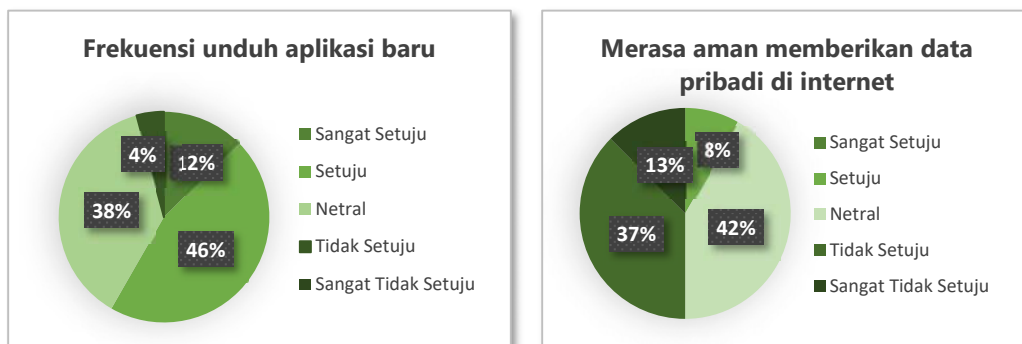 Frekuensi unduh aplikasi baru
4%
12%
38%
46%
Sangat Setuju
Setuju
Netral
Tidak Setuju
Sangat Tidak Setuju
Merasa aman memberikan data
pribadi di internet
13%
8%
37%
42%
Sangat Setuju
Setuju
Netral
Tidak Setuju
Sangat Tidak Setuju